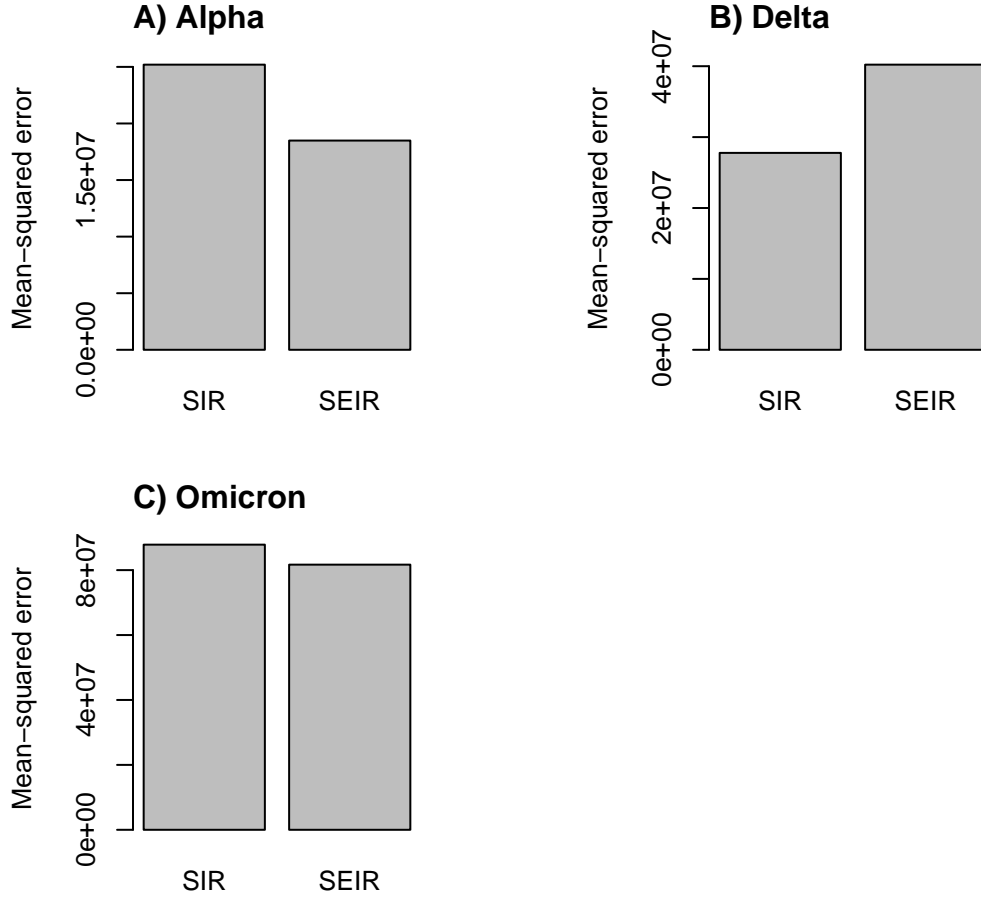 A) Alpha
Mean−squared error
0.0e+00
1.5e+07
SIR
SEIR
B) Delta
Mean−squared error
0e+00
2e+07
4e+07
SIR
SEIR
C) Omicron
Mean−squared error
0e+00
4e+07
8e+07
SIR
SEIR